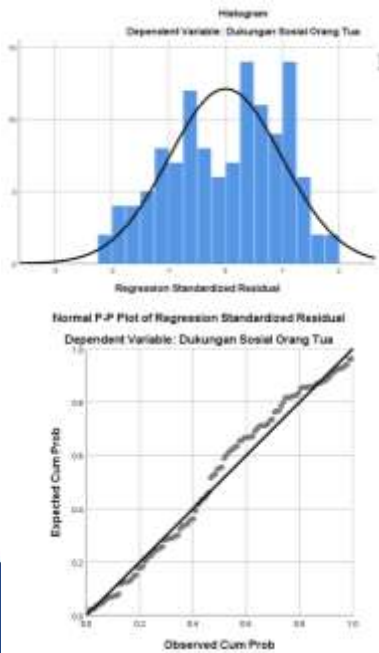 Histogram
Dependent Variable: Dukungan Sosial Orang Tua
Regression Standardized Residual
Normal P-P Plot of Regression Standardized Residual
Dependent Variable: Dukungan Sosial Orang Tua
1.0
0.8
0.6
0.4
0.2
0.0
Expected Cum Prob
0.0 0.2 0.4 0.6 0.8 1.0
Observed Cum Prob